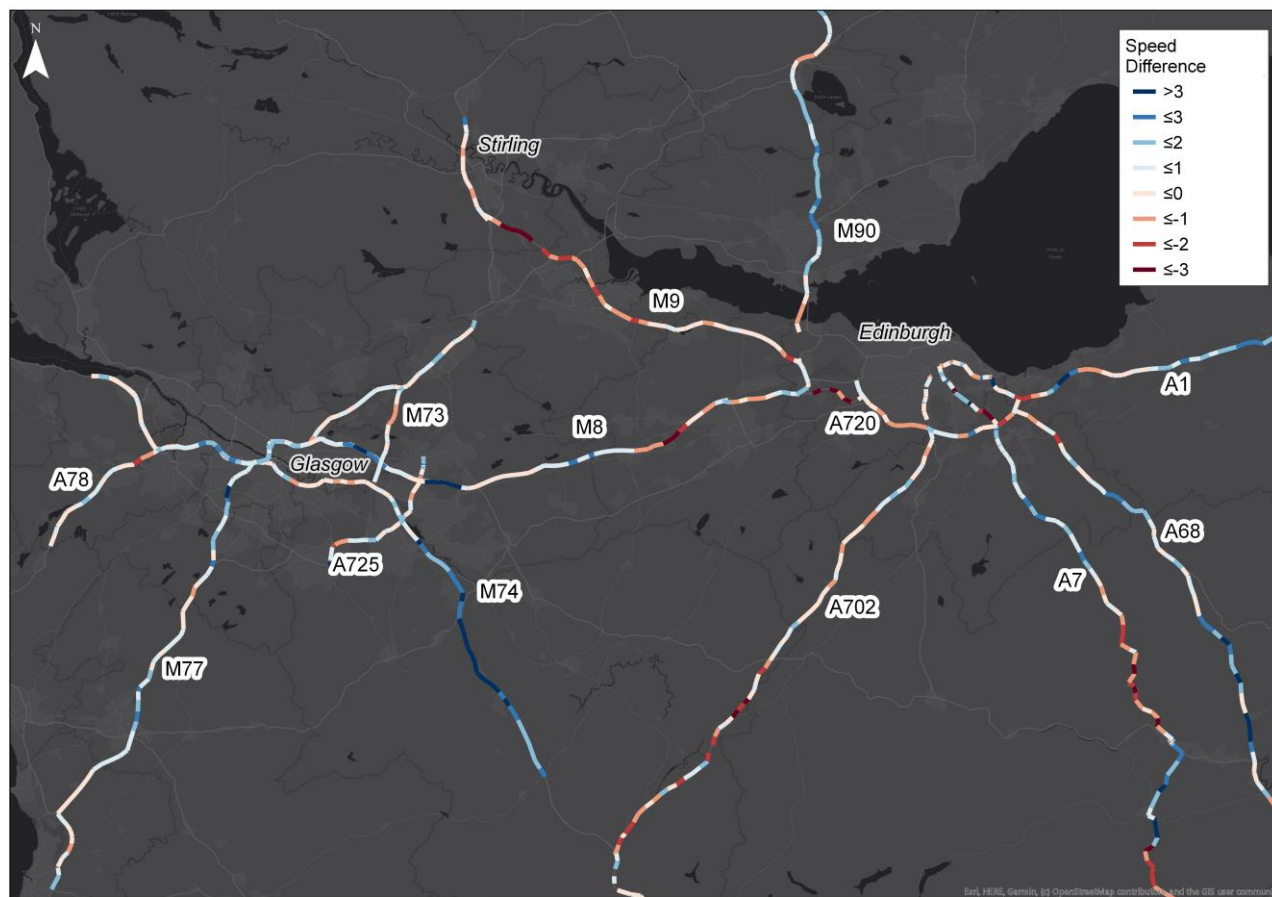 N
Speed
Difference
>3
≤3
≤2
≤1
≤0
≤-1
≤-2
≤-3
Stirling
M90
M9
Edinburgh
A1
M73
M8
A720
Glasgow
A78
A725
M74
A68
A7
A702
M77
Esri, HERE, Garmin, (c) OpenStreetMap contributors, and the GIS user communi